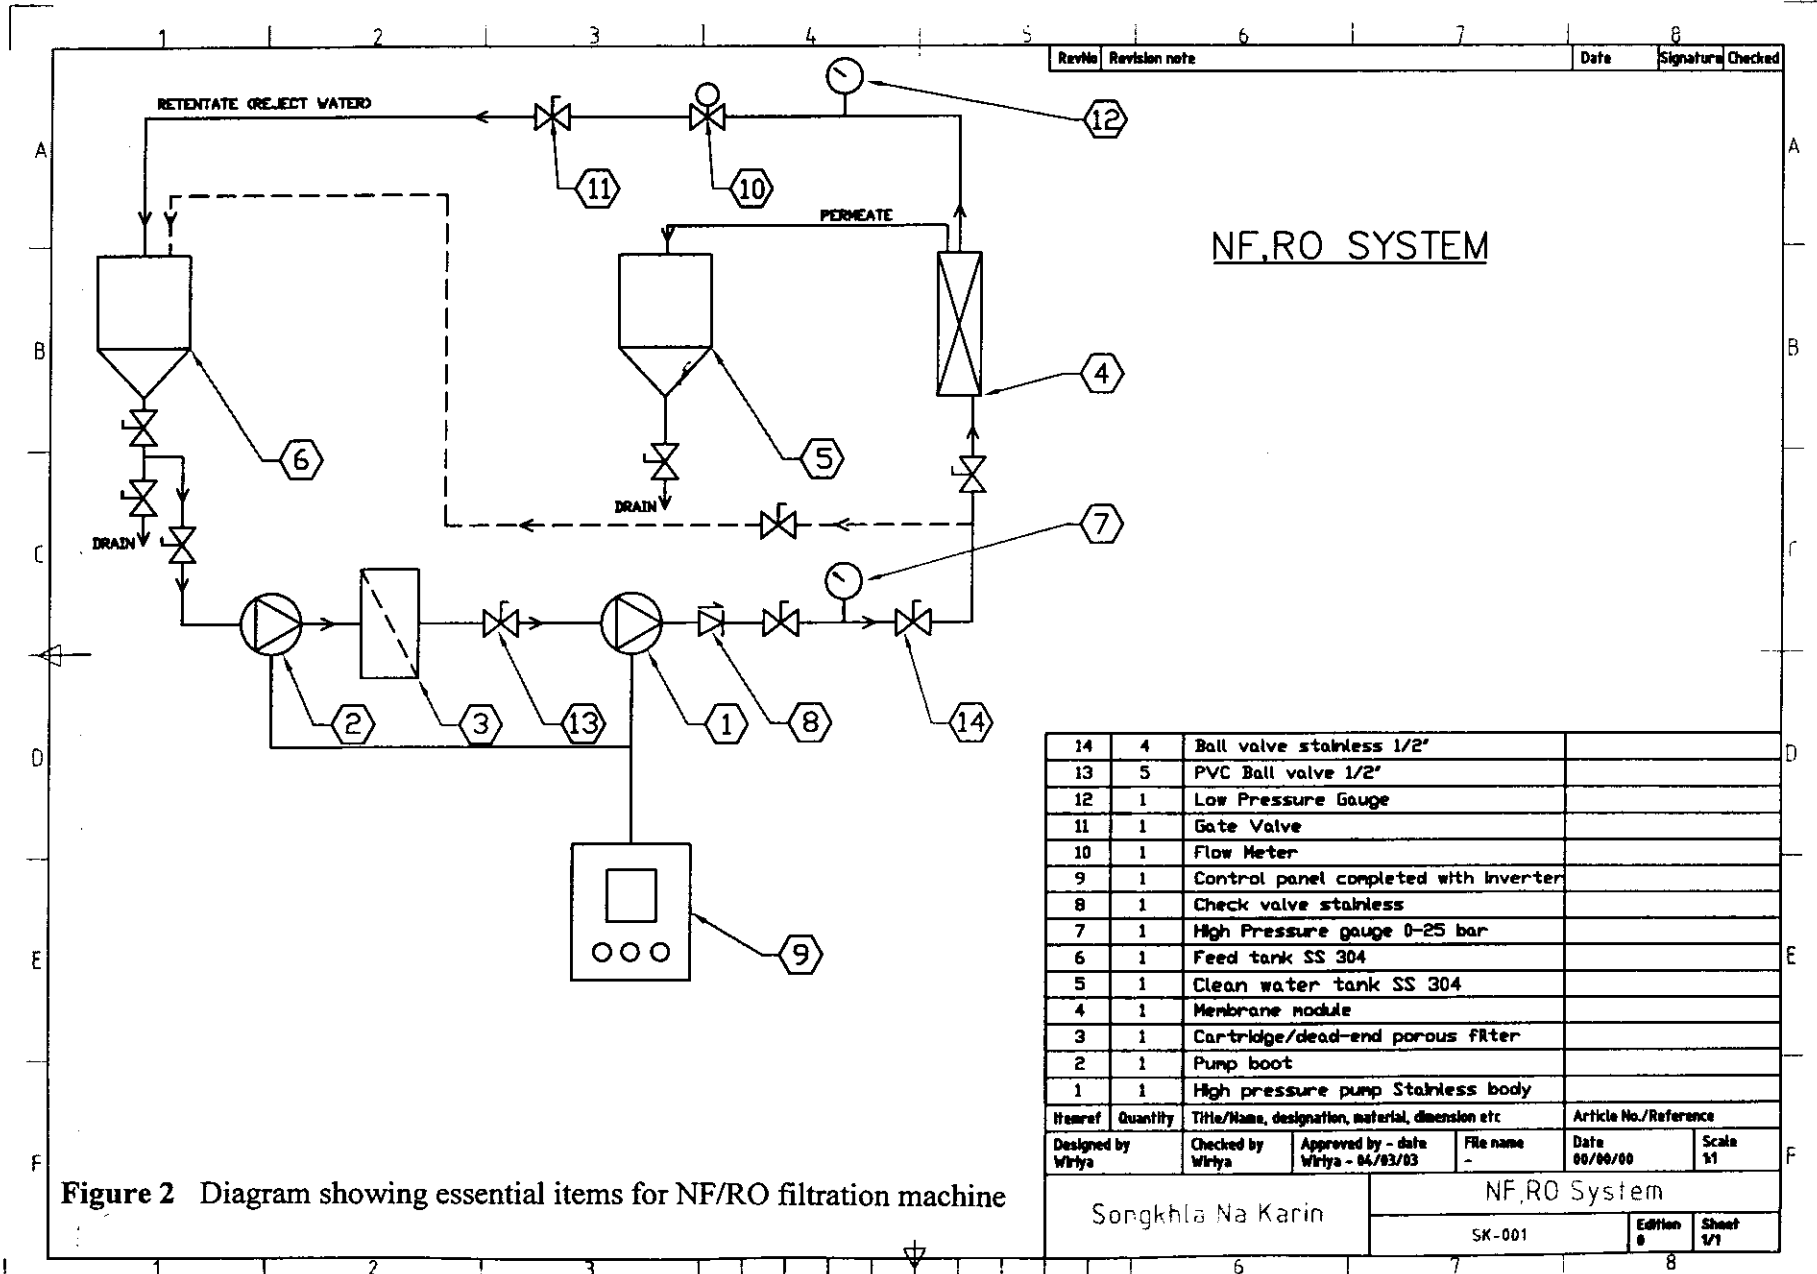 1 2 3 4 5 6 7 8
RevNo Revision note Date Signature Checked
RETENTATE (REJECT WATER)
12
A A
11 10
PERMEATE
NF,RO SYSTEM
B B
4
6 5
DRAIN
7
DRAIN
C
2 3 13 1 8 14
D D
14 4 Ball valve stainless 1/2"
13 5 PVC Ball valve 1/2"
12 1 Low Pressure Gauge
11 1 Gate Valve
10 1 Flow Meter
9 1 Control panel completed with inverter
8 1 Check valve stainless
7 1 High Pressure gauge 0-25 bar
6 1 Feed tank SS 304
5 1 Clean water tank SS 304
4 1 Membrane module
3 1 Cartridge/dead-end porous filter
2 1 Pump boot
1 1 High pressure pump Stainless body
9
E E
Itemref Quantity Title/Name, designation, material, dimension etc Article No./Reference
Designed by Checked by Approved by - date File name Date Scale
Wiriya Wiriya Wiriya - 04/03/03 - 00/00/00 1:1
F F
Figure 2 Diagram showing essential items for NF/RO filtration machine
Songkhla Na Karin
NF,RO System
SK-001
Edition Sheet
0 1/1
1 2 3 6 8